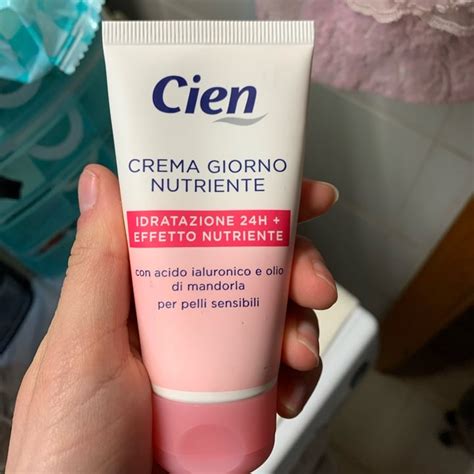 Cien
CREMA GIORNO
NUTRIENTE
IDRATAZIONE 24H +
EFFETTO NUTRIENTE
con acido ialuronico e olio
di mandorla
per pelli sensibili